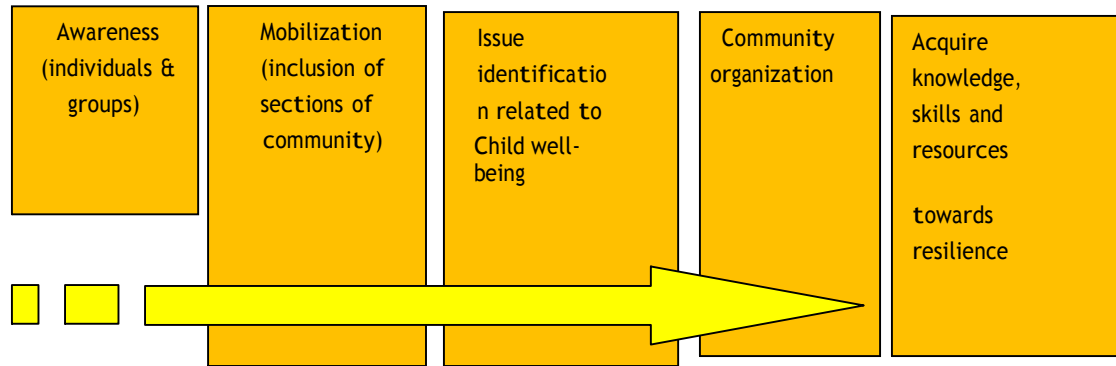 Awareness
(individuals &
groups)
Mobilization
(inclusion of
sections of
community)
Issue
identificatio
n related to
Child well-
being
Community
organization
Acquire
knowledge,
skills and
resources
towards
resilience